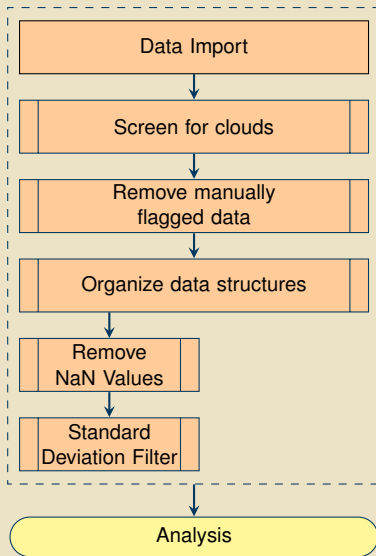 Data Import
Screen for clouds
Remove manually
flagged data
Organize data structures
Remove
NaN Values
Standard
Deviation Filter
Analysis